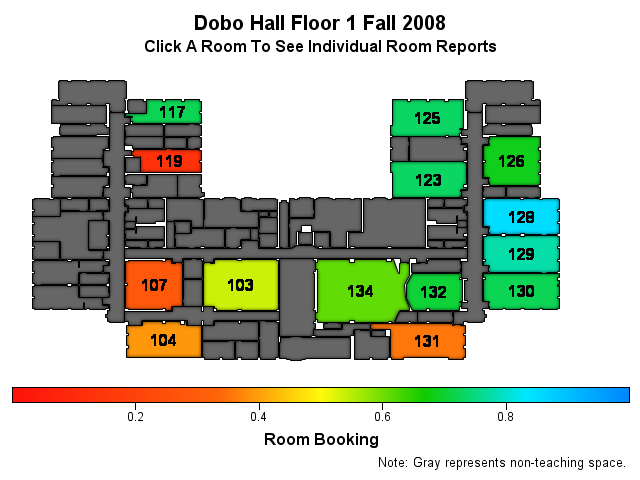 Dobo Hall Floor 1 Fall 2008
Click A Room To See Individual Room Reports
117
125
119
126
123
128
129
107
103
134
132
130
104
131
0.2 0.4 0.6 0.8
Room Booking
Note: Gray represents non-teaching space.